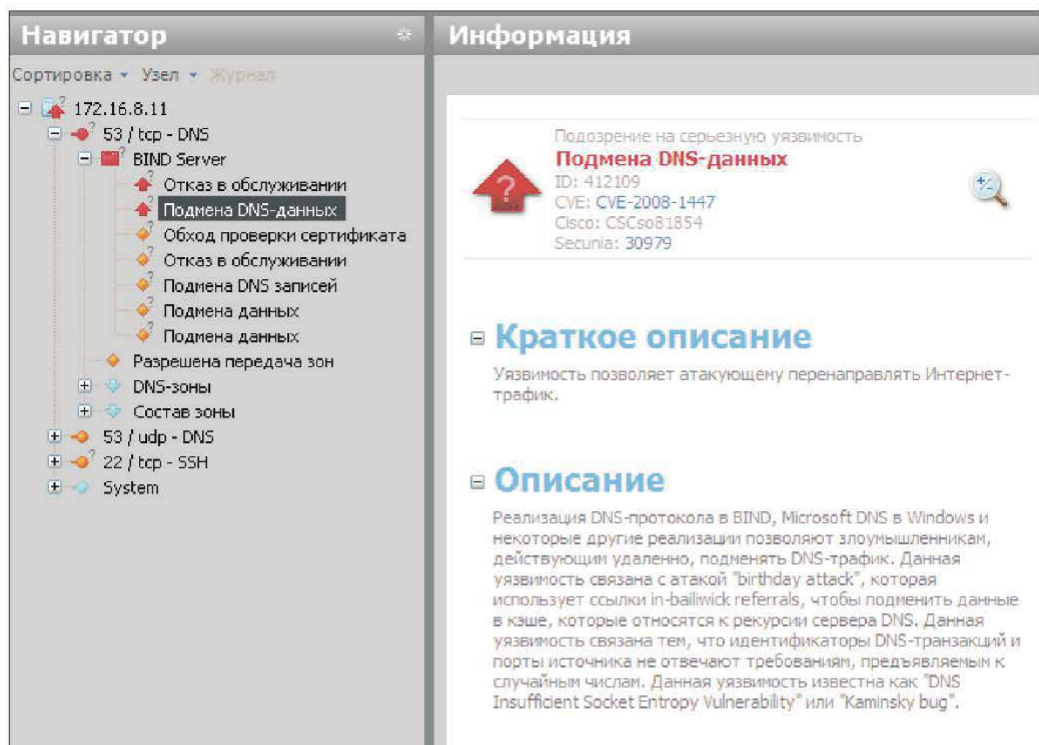 Навигатор
Сортировка Узел Журнал
172.16.8.11
53 / tcp - DNS
BIND Server
Отказ в обслуживании
Подмена DNS-данных
Обход проверки сертификата
Отказ в обслуживании
Подмена DNS записей
Подмена данных
Подмена данных
Разрешена передача зон
DNS-зоны
Состав зоны
53 / udp - DNS
22 / tcp - SSH
System
Информация
Подозрение на серьезную уязвимость
Подмена DNS-данных
ID: 412109
CVE: CVE-2008-1447
Cisco: CSCso81854
Secunia: 30979
Краткое описание
Уязвимость позволяет атакующему перенаправлять Интернет-
трафик.
Описание
Реализация DNS-протокола в BIND, Microsoft DNS в Windows и
некоторые другие реализации позволяют злоумышленникам,
действующим удаленно, подменять DNS-трафик. Данная
уязвимость связана с атакой "birthday attack", которая
использует ссылки in-bailiwick referrals, чтобы подменить данные
в кэше, которые относятся к рекурсии сервера DNS. Данная
уязвимость связана тем, что идентификаторы DNS-транзакций и
порты источника не отвечают требованиям, предъявляемым к
случайным числам. Данная уязвимость известна как "DNS
Insufficient Socket Entropy Vulnerability" или "Kaminsky bug".